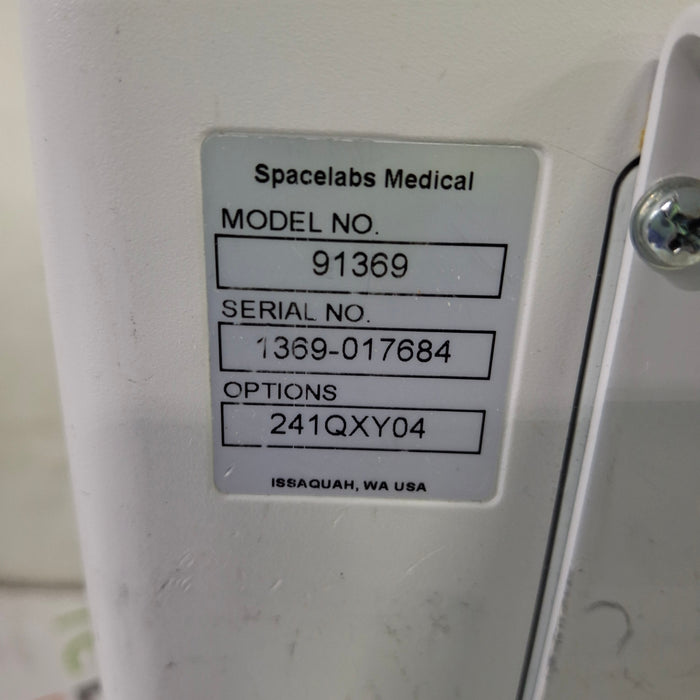 Spacelabs Medical
MODEL NO.
91369
SERIAL NO.
1369-017684
OPTIONS
241QXY04
ISSAQUAH, WA USA